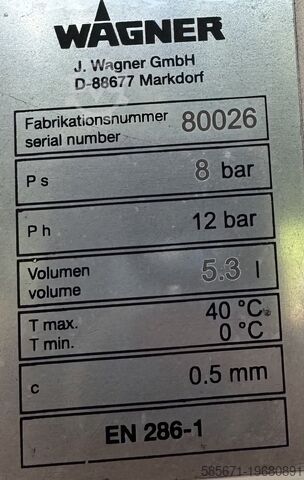 WAGNER
J. Wagner GmbH
D-88677 Markdorf
Fabrikationsnummer 80026
serial number
Ps 8 bar
Ph 12 bar
Volumen 5.3 l
volume
T max. 40 °C
T min. 0 °C
c 0.5 mm
EN 286-1
585671-19680891